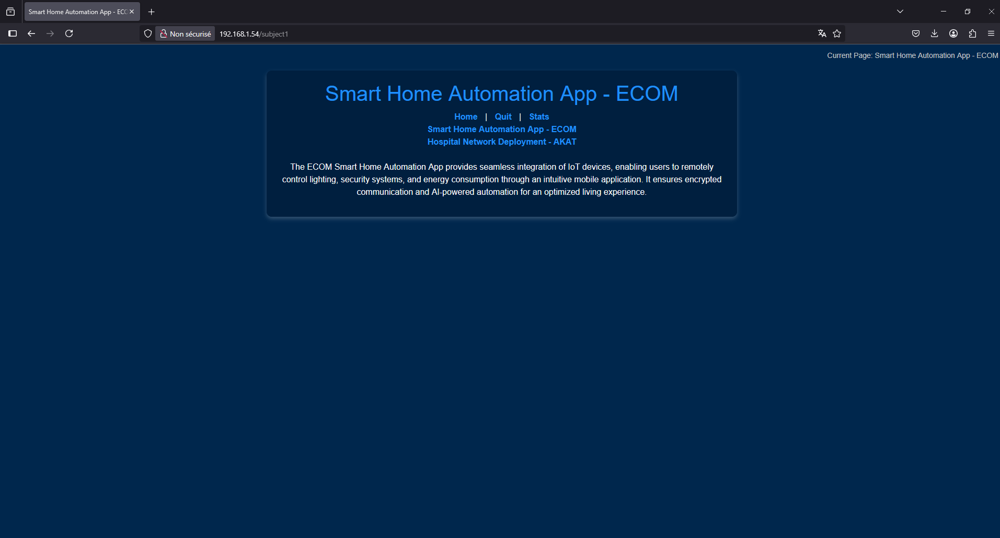 Smart Home Automation App - ECC
Non sécurisé
192.168.1.54/subject1
Current Page: Smart Home Automation App - ECOM
Smart Home Automation App - ECOM
Home | Quit | Stats
Smart Home Automation App - ECOM
Hospital Network Deployment - AKAT
The ECOM Smart Home Automation App provides seamless integration of IoT devices, enabling users to remotely
control lighting, security systems, and energy consumption through an intuitive mobile application. It ensures encrypted
communication and AI-powered automation for an optimized living experience.